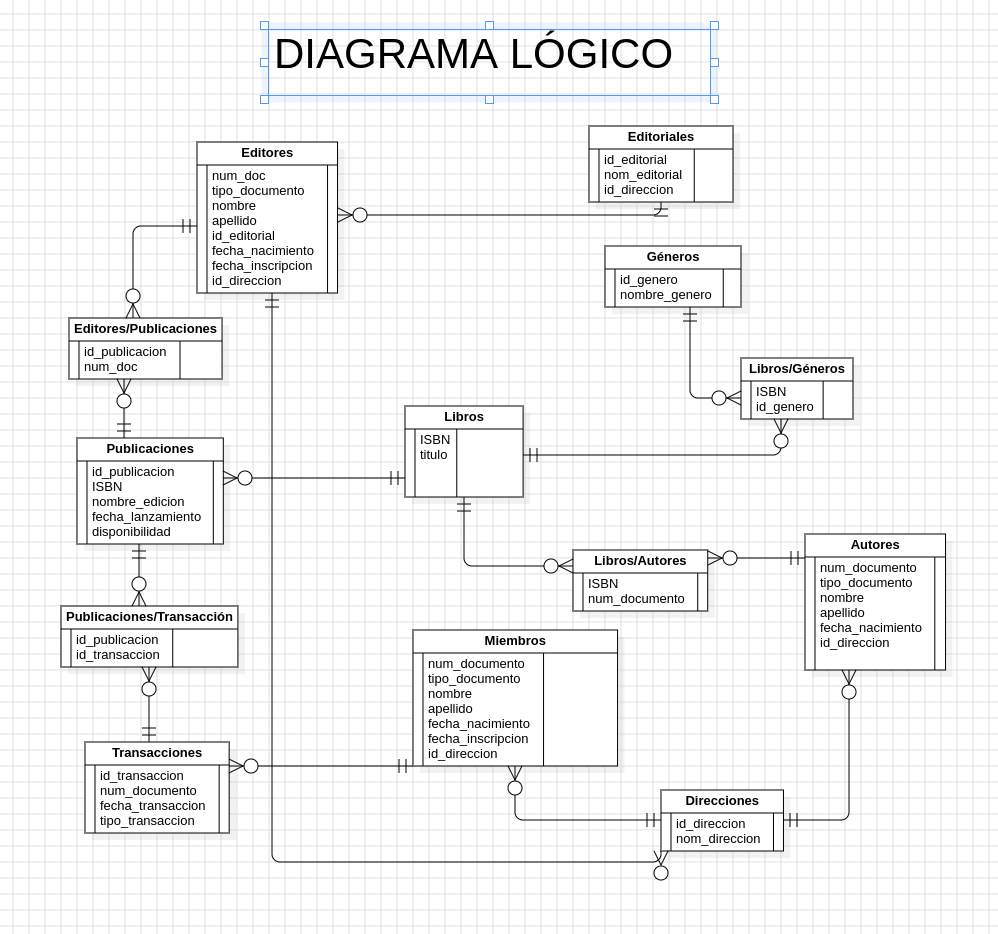 DIAGRAMA LÓGICO
Editoriales
id_editorial
nom_editorial
id_direccion
Editores
num_doc
tipo_documento
nombre
apellido
id_editorial
fecha_nacimiento
fecha_inscripcion
id_direccion
Géneros
id_genero
nombre_genero
Editores/Publicaciones
id_publicacion
num_doc
Libros/Géneros
ISBN
id_genero
Libros
ISBN
titulo
Publicaciones
id_publicacion
ISBN
nombre_edicion
fecha_lanzamiento
disponibilidad
Libros/Autores
ISBN
num_documento
Autores
num_documento
tipo_documento
nombre
apellido
fecha_nacimiento
id_direccion
Publicaciones/Transacción
id_publicacion
id_transaccion
Miembros
num_documento
tipo_documento
nombre
apellido
fecha_nacimiento
fecha_inscripcion
id_direccion
Transacciones
id_transaccion
num_documento
fecha_transaccion
tipo_transaccion
Direcciones
id_direccion
nom_direccion